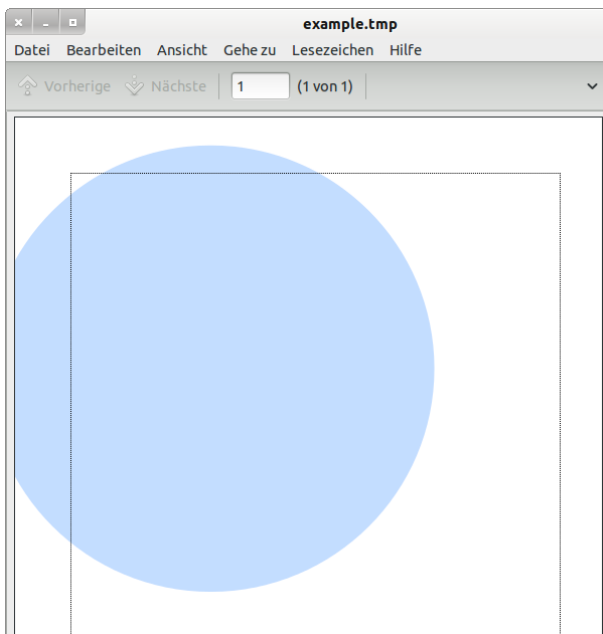 example.tmp
Datei Bearbeiten Ansicht Gehe zu Lesezeichen Hilfe
Vorherige Nächste 1 (1 von 1)